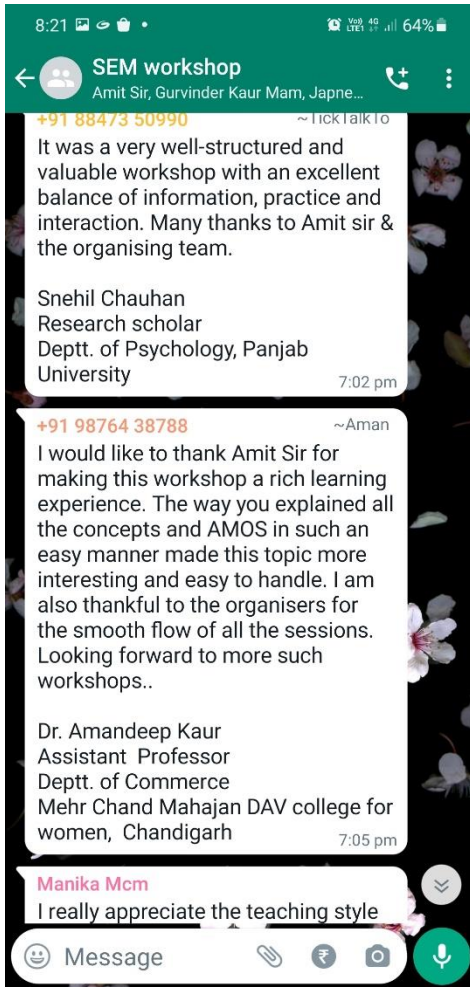 8:21
Vo)) 4G
LTE1
64%
SEM workshop
Amit Sir, Gurvinder Kaur Mam, Japne...
+91 88473 50990 ~TickTalkTo
It was a very well-structured and
valuable workshop with an excellent
balance of information, practice and
interaction. Many thanks to Amit sir &
the organising team.
Snehil Chauhan
Research scholar
Deptt. of Psychology, Panjab
University
7:02 pm
+91 98764 38788 ~Aman
I would like to thank Amit Sir for
making this workshop a rich learning
experience. The way you explained all
the concepts and AMOS in such an
easy manner made this topic more
interesting and easy to handle. I am
also thankful to the organisers for
the smooth flow of all the sessions.
Looking forward to more such
workshops..
Dr. Amandeep Kaur
Assistant Professor
Deptt. of Commerce
Mehr Chand Mahajan DAV college for
women, Chandigarh
7:05 pm
Manika Mcm
I really appreciate the teaching style
Message
₹